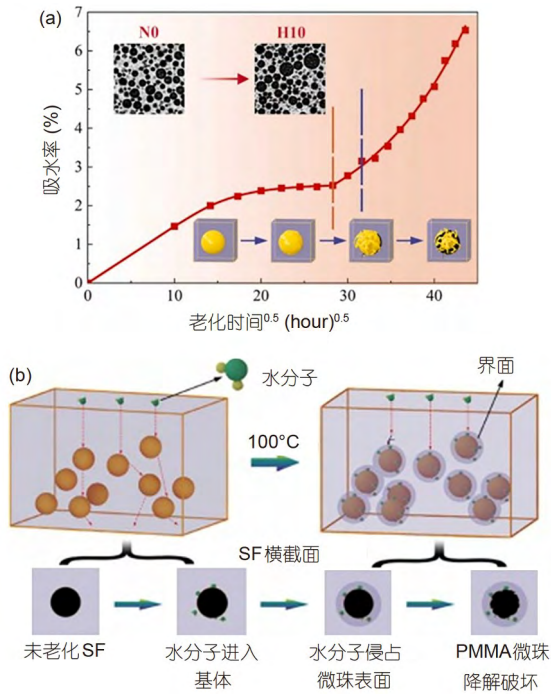 (a)
N0
H10
吸水率 (%)
7
6
5
4
3
2
1
0
0
10
20
30
40
老化时间0.5 (hour)0.5
(b)
水分子
界面
100°C
SF横截面
未老化SF
水分子进入
基体
水分子侵占
微珠表面
PMMA微珠
降解破坏